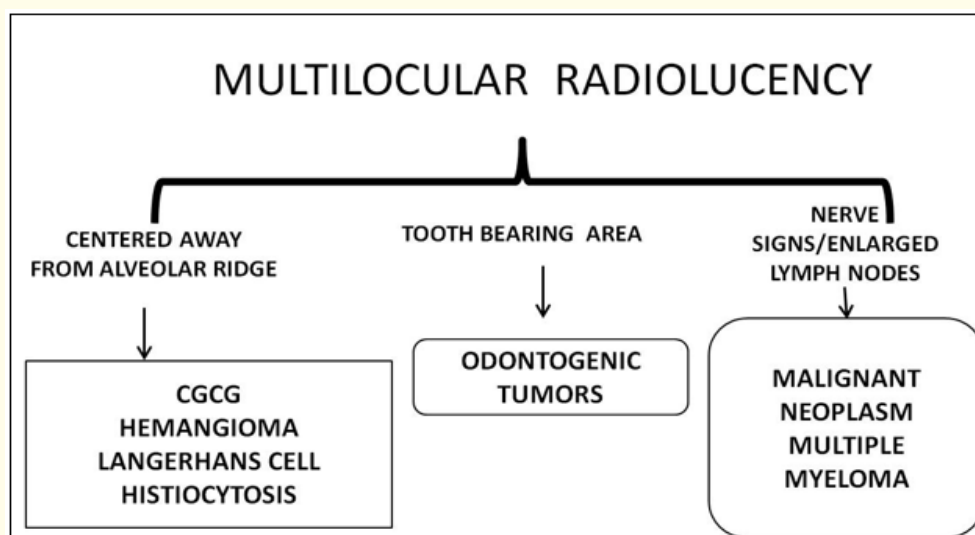 MULTILOCULAR RADIOLUCENCY
CENTERED AWAY
FROM ALVEOLAR RIDGE
CGCG
HEMANGIOMA
LANGERHANS CELL
HISTIOCYTOSIS
TOOTH BEARING AREA
ODONTOGENIC
TUMORS
NERVE
SIGNS/ENLARGED
LYMPH NODES
MALIGNANT
NEOPLASM
MULTIPLE
MYELOMA